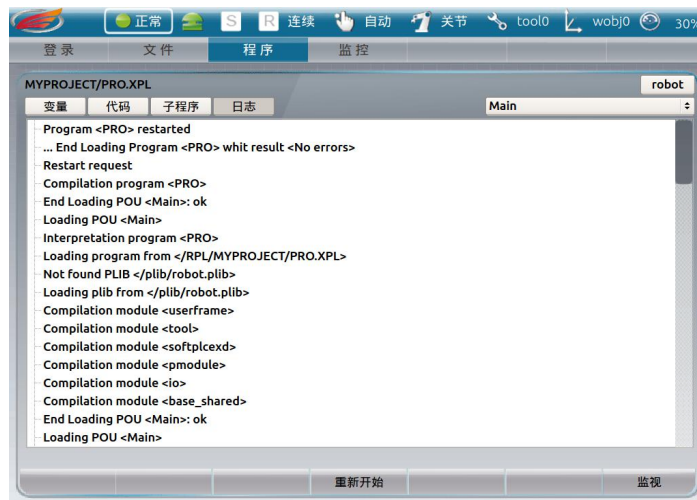 正常 S R 连续 自动 关节 tool0 wobj0 30%
登录 文件 程序 监控
MYPROJECT/PRO.XPL robot
变量 代码 子程序 日志 Main
Program <PRO> restarted
... End Loading Program <PRO> whit result <No errors>
Restart request
Compilation program <PRO>
End Loading POU <Main>: ok
Loading POU <Main>
Interpretation program <PRO>
Loading program from </RPL/MYPROJECT/PRO.XPL>
Not found PLIB </plib/robot.plib>
Loading plib from </plib/robot.plib>
Compilation module <userframe>
Compilation module <tool>
Compilation module <softplcexd>
Compilation module <pmodule>
Compilation module <io>
Compilation module <base_shared>
End Loading POU <Main>: ok
Loading POU <Main>
重新开始 监视